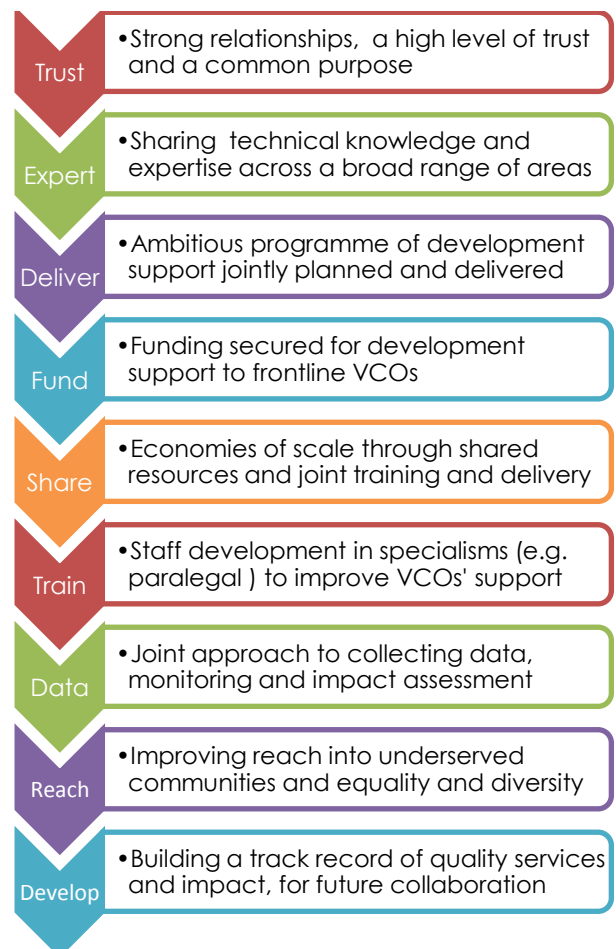 Trust
•Strong relationships,  a high level of trust
and a common purpose
Expert
•Sharing  technical knowledge and
expertise across a broad range of areas
Deliver
•Ambitious programme of development
support jointly planned and delivered
Fund
•Funding secured for development
support to frontline VCOs
Share
•Economies of scale through shared
resources and joint training and delivery
Train
•Staff development in specialisms (e.g.
paralegal ) to improve VCOs' support
Data
•Joint approach to collecting data,
monitoring and impact assessment
Reach
•Improving reach into underserved
communities and equality and diversity
Develop
•Building a track record of quality services
and impact, for future collaboration